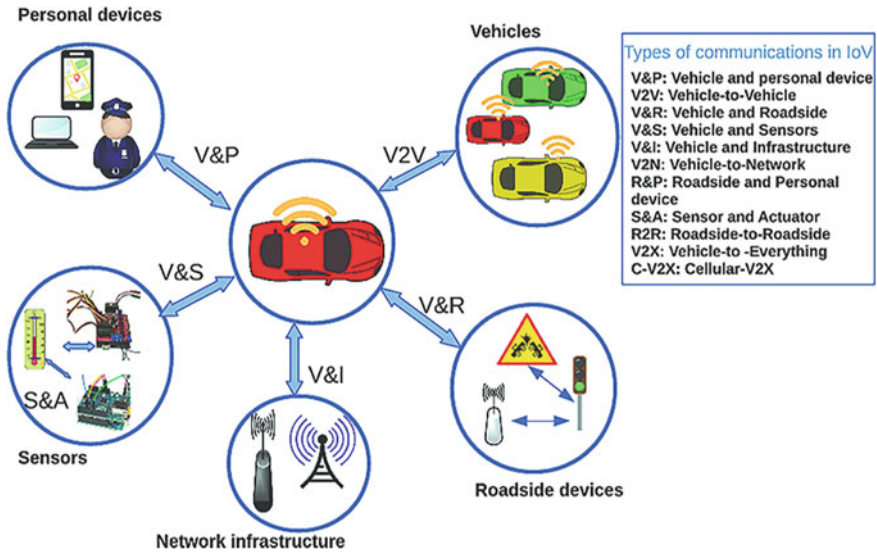 Personal devices
Vehicles
V&P
V2V
V&S
V&R
S&A
V&I
Sensors
Network infrastructure
Roadside devices
Types of communications in IoV
V&P: Vehicle and personal device
V2V: Vehicle-to-Vehicle
V&R: Vehicle and Roadside
V&S: Vehicle and Sensors
V&I: Vehicle and Infrastructure
V2N: Vehicle-to-Network
R&P: Roadside and Personal
device
S&A: Sensor and Actuator
R2R: Roadside-to-Roadside
V2X: Vehicle-to -Everything
C-V2X: Cellular-V2X